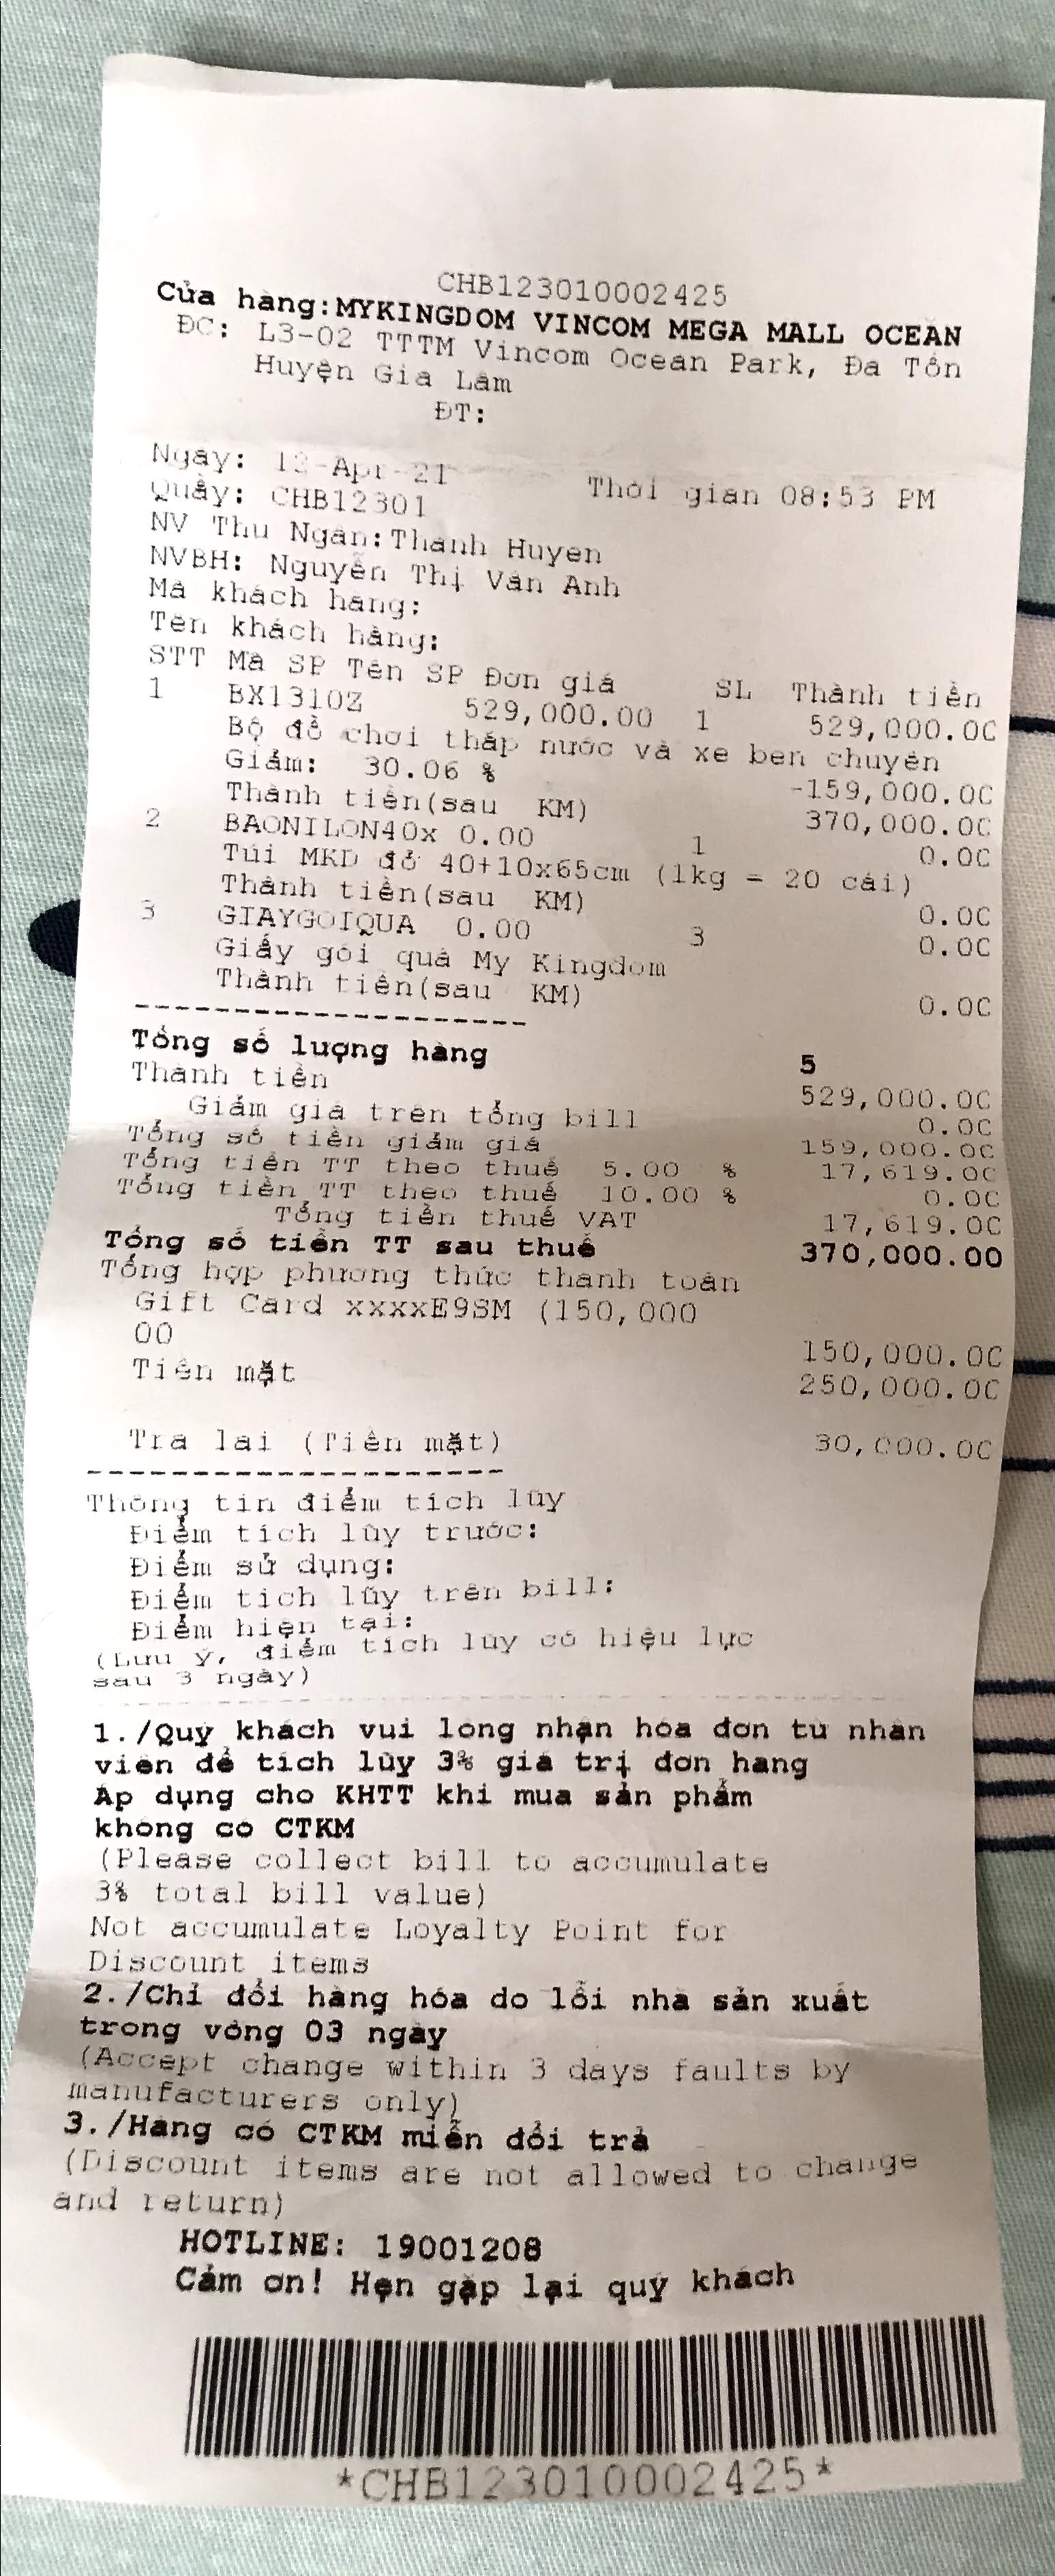 CHB123010002425
Cửa hàng:MYKINGDOM VINCOM MEGA MALL OCEAN
ĐC: L3-02 TTTM Vincom Ocean Park, Đa Tốn
Huyện Gia Lâm
ĐT:
Ngày: 12-Apr-21 Thời gian 08:53 PM
Quầy: CHB12301
NV Thu Ngân:Thanh Huyen
NVBH: Nguyễn Thị Vân Anh
Mã khách hàng:
Tên khách hàng:
STT Mã SP Tên SP Đơn giá SL Thành tiền
1 BX1310Z 529,000.00 1 529,000.0C
Bộ đồ chơi tháp nước và xe ben chuyên
Giảm: 30.06 % -159,000.0C
Thành tiền(sau KM) 370,000.0C
2 BAONILON40x 0.00 1 0.0C
Túi MKD đỏ 40+10x65cm (1kg = 20 cái)
Thành tiền(sau KM) 0.0C
3 GIAYGOIQUA 0.00 3 0.0C
Giấy gói quà My Kingdom
Thành tiền(sau KM) 0.0C
--------------------
Tổng số lượng hàng 5
Thành tiền 529,000.0C
Giảm giá trên tổng bill 0.0C
Tổng số tiền giảm giá 159,000.0C
Tổng tiền TT theo thuế 5.00 % 17,619.0C
Tổng tiền TT theo thuế 10.00 % 0.0C
Tổng tiền thuế VAT 17,619.0C
Tổng số tiền TT sau thuế 370,000.00
Tổng hợp phương thức thanh toán
Gift Card xxxxE9SM (150,000
00 150,000.0C
Tiền mặt 250,000.0C
Trả lại (Tiền mặt) 30,000.0C
--------------------
Thông tin điểm tích lũy
Điểm tích lũy trước:
Điểm sử dụng:
Điểm tích lũy trên bill:
Điểm hiện tại:
(Lưu ý, điểm tích lũy có hiệu lực
sau 3 ngày)
1./Quý khách vui lòng nhận hóa đơn từ nhân
viên để tích lũy 3% giá trị đơn hàng
Áp dụng cho KHTT khi mua sản phẩm
không có CTKM
(Please collect bill to accumulate
3% total bill value)
Not accumulate Loyalty Point for
Discount items
2./Chỉ đổi hàng hóa do lỗi nhà sản xuất
trong vòng 03 ngày
(Accept change within 3 days faults by
manufacturers only)
3./Hàng có CTKM miễn đổi trả
(Discount items are not allowed to change
and return)
HOTLINE: 19001208
Cảm ơn! Hẹn gặp lại quý khách
*CHB123010002425*